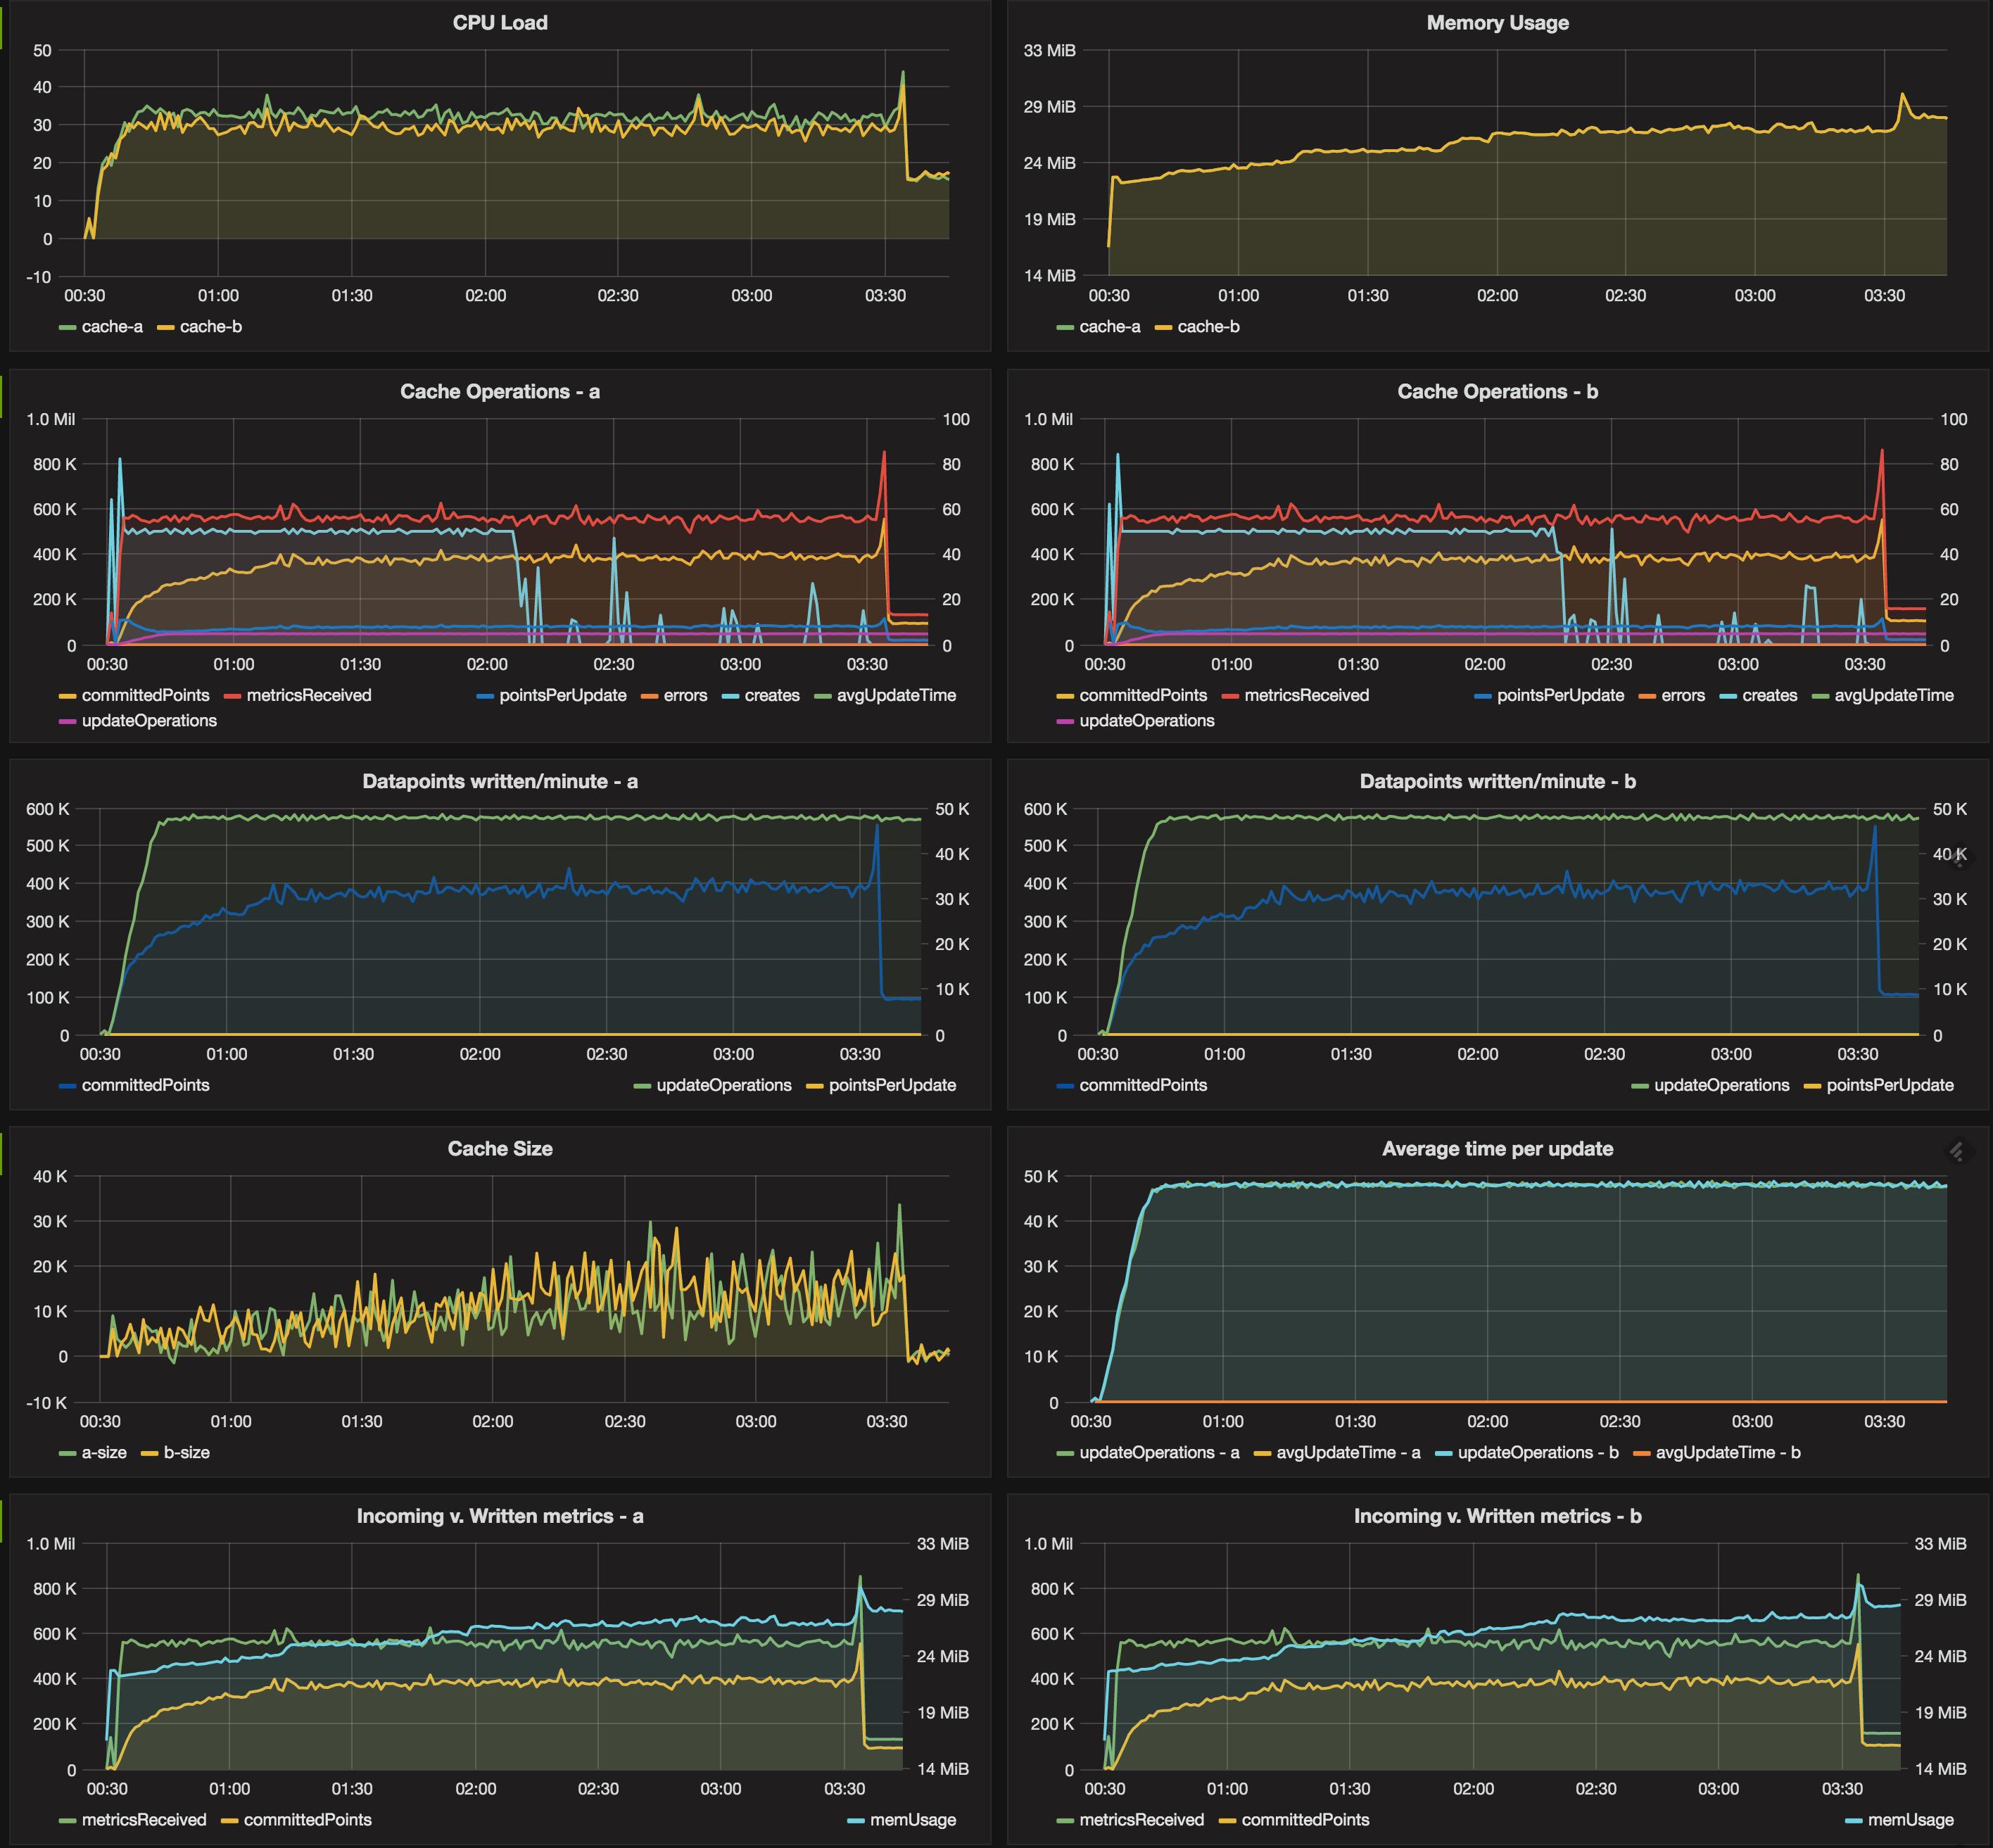 CPU Load
50
40
30
20
10
0
-10
00:30 01:00 01:30 02:00 02:30 03:00 03:30
cache-a cache-b
Memory Usage
33 MiB
29 MiB
24 MiB
19 MiB
14 MiB
00:30 01:00 01:30 02:00 02:30 03:00 03:30
cache-a cache-b
Cache Operations - a
1.0 Mil 100
800 K 80
600 K 60
400 K 40
200 K 20
0 0
00:30 01:00 01:30 02:00 02:30 03:00 03:30
committedPoints metricsReceived pointsPerUpdate errors creates avgUpdateTime
updateOperations
Cache Operations - b
1.0 Mil 100
800 K 80
600 K 60
400 K 40
200 K 20
0 0
00:30 01:00 01:30 02:00 02:30 03:00 03:30
committedPoints metricsReceived pointsPerUpdate errors creates avgUpdateTime
updateOperations
Datapoints written/minute - a
600 K 50 K
500 K
40 K
400 K
30 K
300 K
20 K
200 K
10 K
100 K
0 0
00:30 01:00 01:30 02:00 02:30 03:00 03:30
committedPoints updateOperations pointsPerUpdate
Datapoints written/minute - b
600 K 50 K
500 K
40 K
400 K
30 K
300 K
20 K
200 K
10 K
100 K
0 0
00:30 01:00 01:30 02:00 02:30 03:00 03:30
committedPoints updateOperations pointsPerUpdate
Cache Size
40 K
30 K
20 K
10 K
0
-10 K
00:30 01:00 01:30 02:00 02:30 03:00 03:30
a-size b-size
Average time per update
50 K
40 K
30 K
20 K
10 K
0
00:30 01:00 01:30 02:00 02:30 03:00 03:30
updateOperations - a avgUpdateTime - a updateOperations - b avgUpdateTime - b
Incoming v. Written metrics - a
1.0 Mil 33 MiB
800 K 29 MiB
600 K
24 MiB
400 K
19 MiB
200 K
0 14 MiB
00:30 01:00 01:30 02:00 02:30 03:00 03:30
metricsReceived committedPoints memUsage
Incoming v. Written metrics - b
1.0 Mil 33 MiB
800 K 29 MiB
600 K
24 MiB
400 K
19 MiB
200 K
0 14 MiB
00:30 01:00 01:30 02:00 02:30 03:00 03:30
metricsReceived committedPoints memUsage